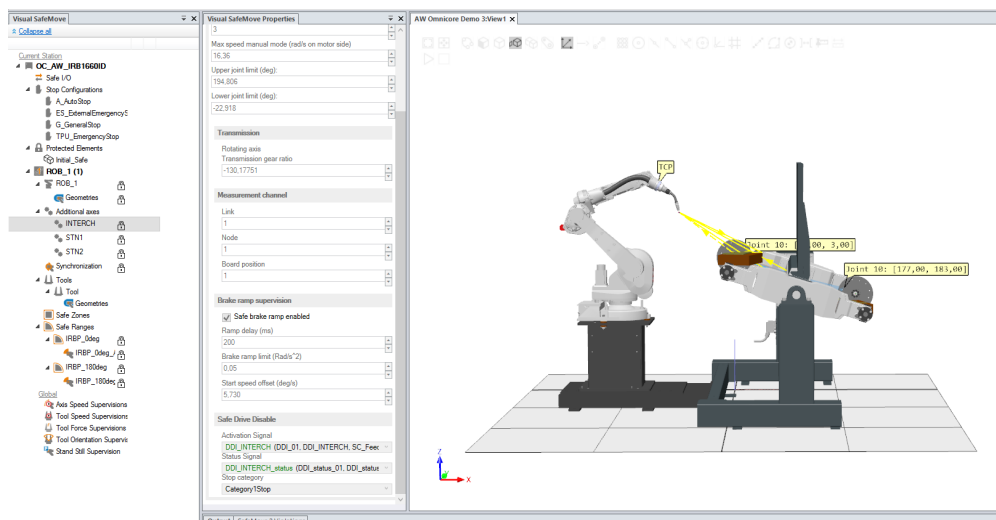 Visual SafeMove
Collapse all
Current Station
OC_AW_IRB1660ID
Safe I/O
Stop Configurations
A_AutoStop
ES_ExternalEmergencyS
G_GeneralStop
TPU_EmergencyStop
Protected Elements
Initial_Safe
ROB_1 (1)
ROB_1
Geometries
Additional axes
INTERCH
STN1
STN2
Synchronization
Tools
Tool
Geometries
Safe Zones
Safe Ranges
IRBP_0deg
IRBP_0deg_
IRBP_180deg
IRBP_180deg
Global
Axis Speed Supervisions
Tool Speed Supervisions
Tool Force Supervisions
Tool Orientation Supervis
Stand Still Supervision
Visual SafeMove Properties
3
Max speed manual mode (rad/s on motor side)
16,36
Upper joint limit (deg):
194.806
Lower joint limit (deg):
-22,918
Transmission
Rotating axis
Transmission gear ratio
-130,17751
Measurement channel
Link
1
Node
1
Board position
1
Brake ramp supervision
Safe brake ramp enabled
Ramp delay (ms)
200
Brake ramp limit (Rad/s^2)
0.05
Start speed offset (deg/s)
5.730
Safe Drive Disable
Activation Signal
DDI_INTERCH (DDI_01, DDI_INTERCH, SC_Feec
Status Signal
DDI_INTERCH_status (DDI_status_01, DDI_status
Stop category
Category1Stop
AW Omnicore Demo 3:View1
TCP
Joint 10: [
00, 3,00]
Joint 10: [177,00, 183,00]
Z
X